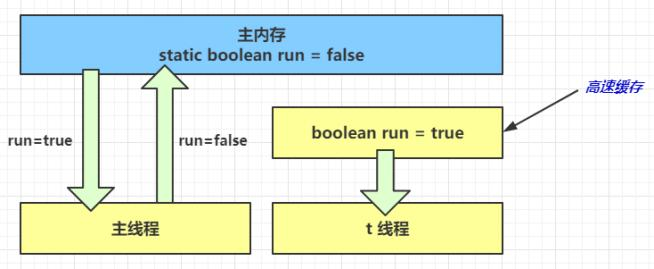 主内存
static boolean run = false
高速缓存
run=true
run=false
boolean run = true
主线程
t 线程